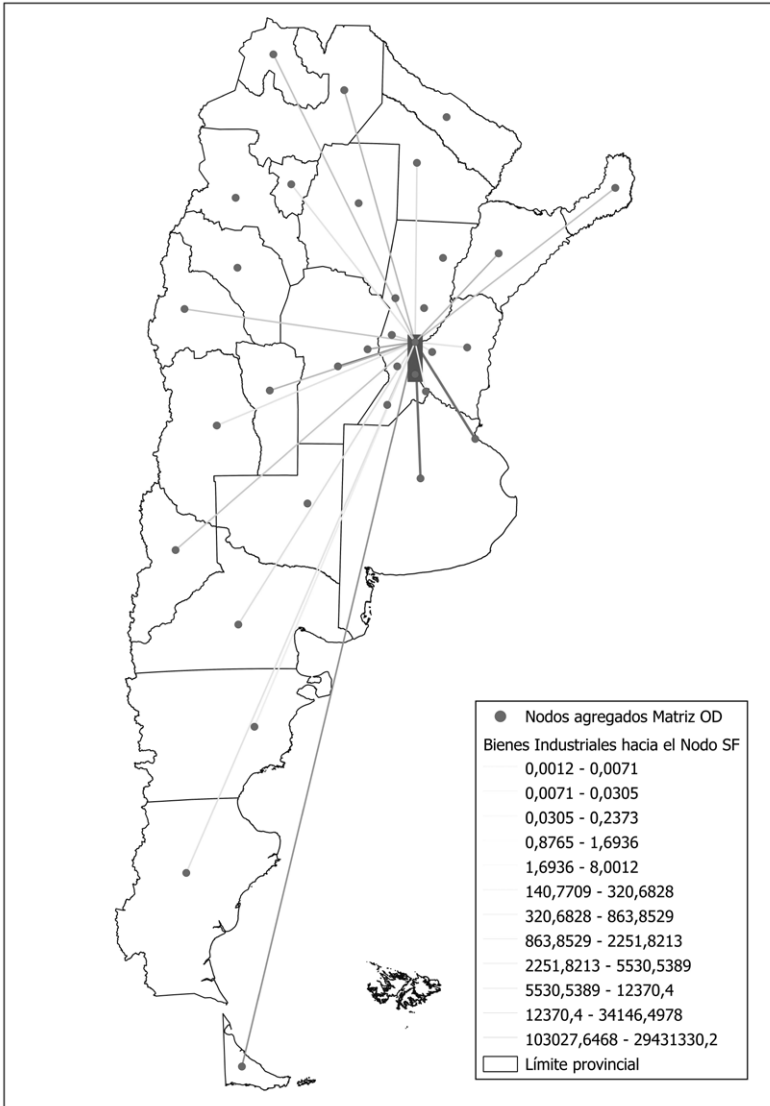 Nodos agregados Matriz OD
Bienes Industriales hacia el Nodo SF
0,0012 - 0,0071
0,0071 - 0,0305
0,0305 - 0,2373
0,8765 - 1,6936
1,6936 - 8,0012
140,7709 - 320,6828
320,6828 - 863,8529
863,8529 - 2251,8213
2251,8213 - 5530,5389
5530,5389 - 12370,4
12370,4 - 34146,4978
103027,6468 - 29431330,2
Límite provincial